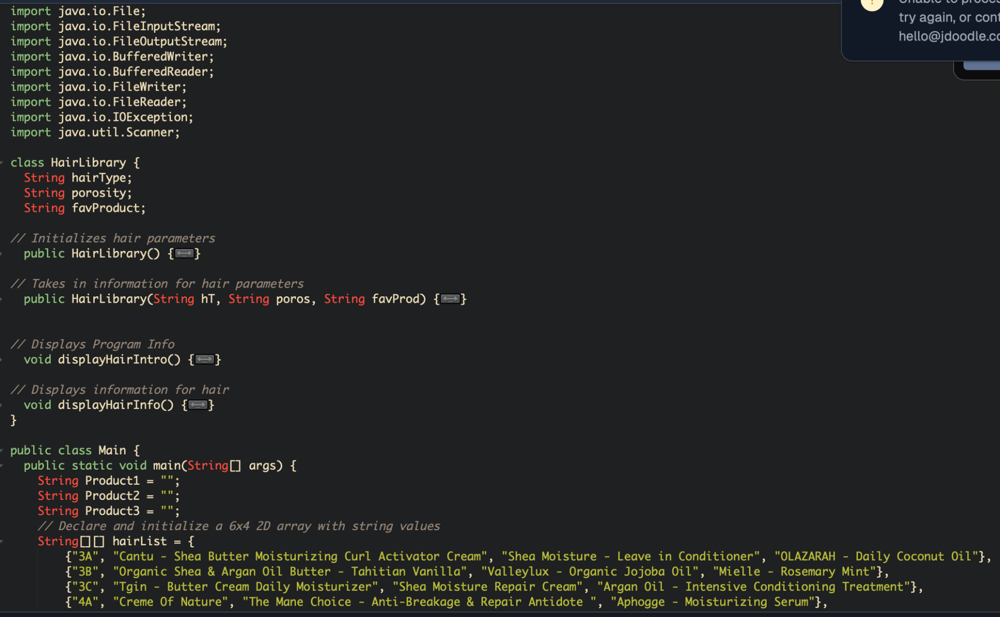 import java.io.File;
import java.io.FileInputStream;
import java.io.FileOutputStream;
import java.io.BufferedWriter;
import java.io.BufferedReader;
import java.io.FileWriter;
import java.io.FileReader;
import java.io.IOException;
import java.util.Scanner;
class HairLibrary {
String hairType;
String porosity;
String favProduct;
// Initializes hair parameters
public HairLibrary() {}
// Takes in information for hair parameters
public HairLibrary(String hT, String poros, String favProd) {}
// Displays Program Info
void displayHairIntro() {}
// Displays information for hair
void displayHairInfo() {}
}
public class Main {
public static void main(String[] args) {
String Product1 = "";
String Product2 = "";
String Product3 = "";
// Declare and initialize a 6x4 2D array with string values
String[][] hairList = {
{"3A", "Cantu - Shea Butter Moisturizing Curl Activator Cream", "Shea Moisture - Leave in Conditioner", "OLAZARAH - Daily Coconut Oil"},
{"3B", "Organic Shea & Argan Oil Butter - Tahitian Vanilla", "Valleylux - Organic Jojoba Oil", "Mielle - Rosemary Mint"},
{"3C", "Tgin - Butter Cream Daily Moisturizer", "Shea Moisture Repair Cream", "Argan Oil - Intensive Conditioning Treatment"},
{"4A", "Creme Of Nature", "The Mane Choice - Anti-Breakage & Repair Antidote ", "Aphogge - Moisturizing Serum"},
! Unable to
try again, or
hello@jdoodle.co